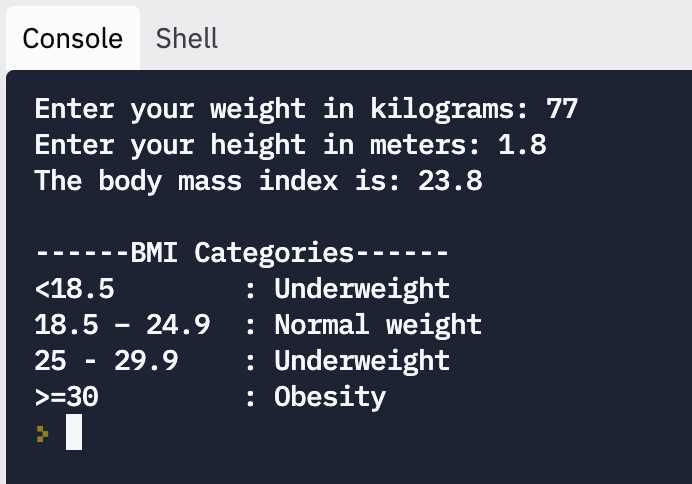 Console Shell
Enter your weight in kilograms: 77
Enter your height in meters: 1.8
The body mass index is: 23.8
------BMI Categories------
<18.5        : Underweight
18.5 – 24.9  : Normal weight
25 - 29.9    : Underweight
>=30         : Obesity
>